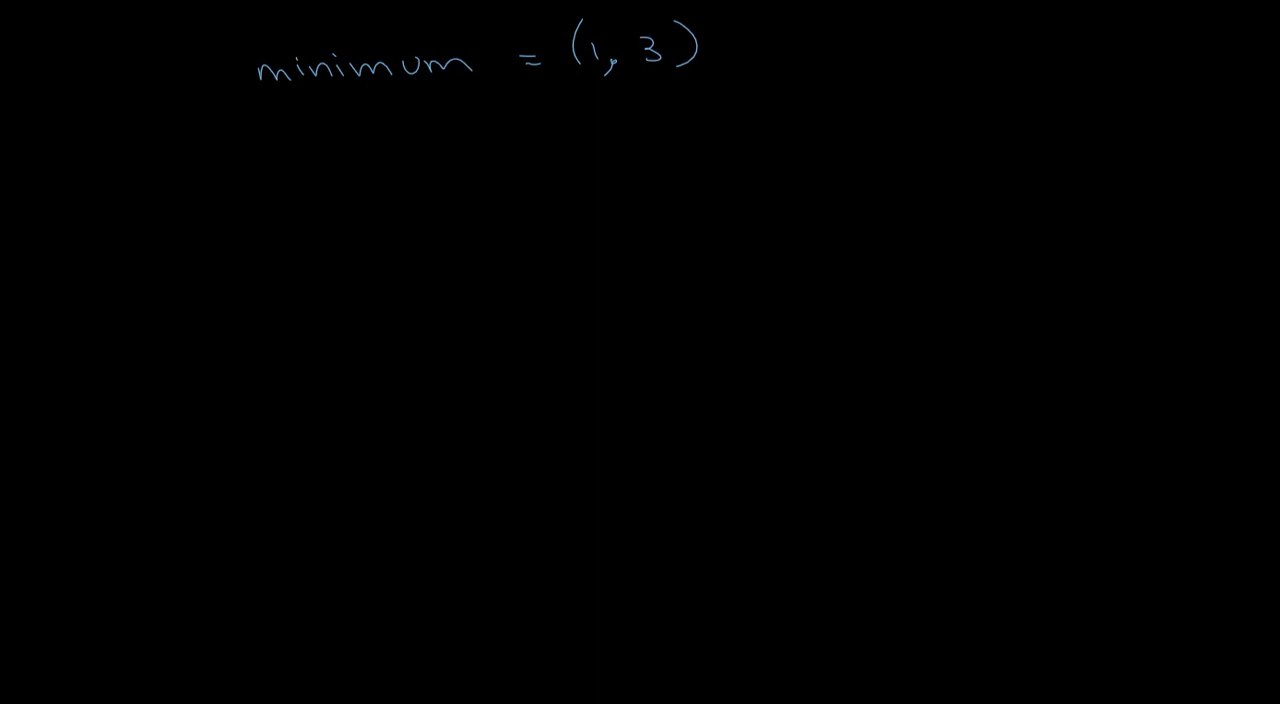 minimum = (1, 3)